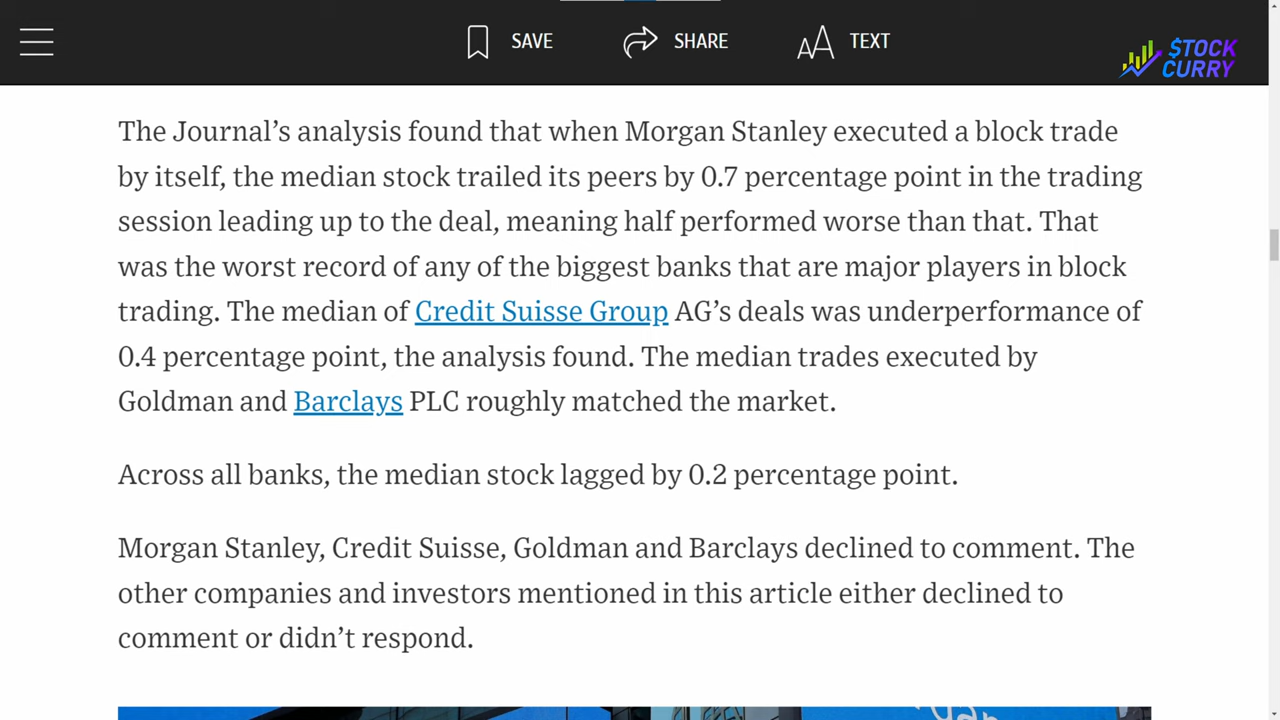 SAVE
SHARE
AA TEXT
$TOCK
CURRY
The Journal’s analysis found that when Morgan Stanley executed a block trade
by itself, the median stock trailed its peers by 0.7 percentage point in the trading
session leading up to the deal, meaning half performed worse than that. That
was the worst record of any of the biggest banks that are major players in block
trading. The median of Credit Suisse Group AG’s deals was underperformance of
0.4 percentage point, the analysis found. The median trades executed by
Goldman and Barclays PLC roughly matched the market.
Across all banks, the median stock lagged by 0.2 percentage point.
Morgan Stanley, Credit Suisse, Goldman and Barclays declined to comment. The
other companies and investors mentioned in this article either declined to
comment or didn’t respond.